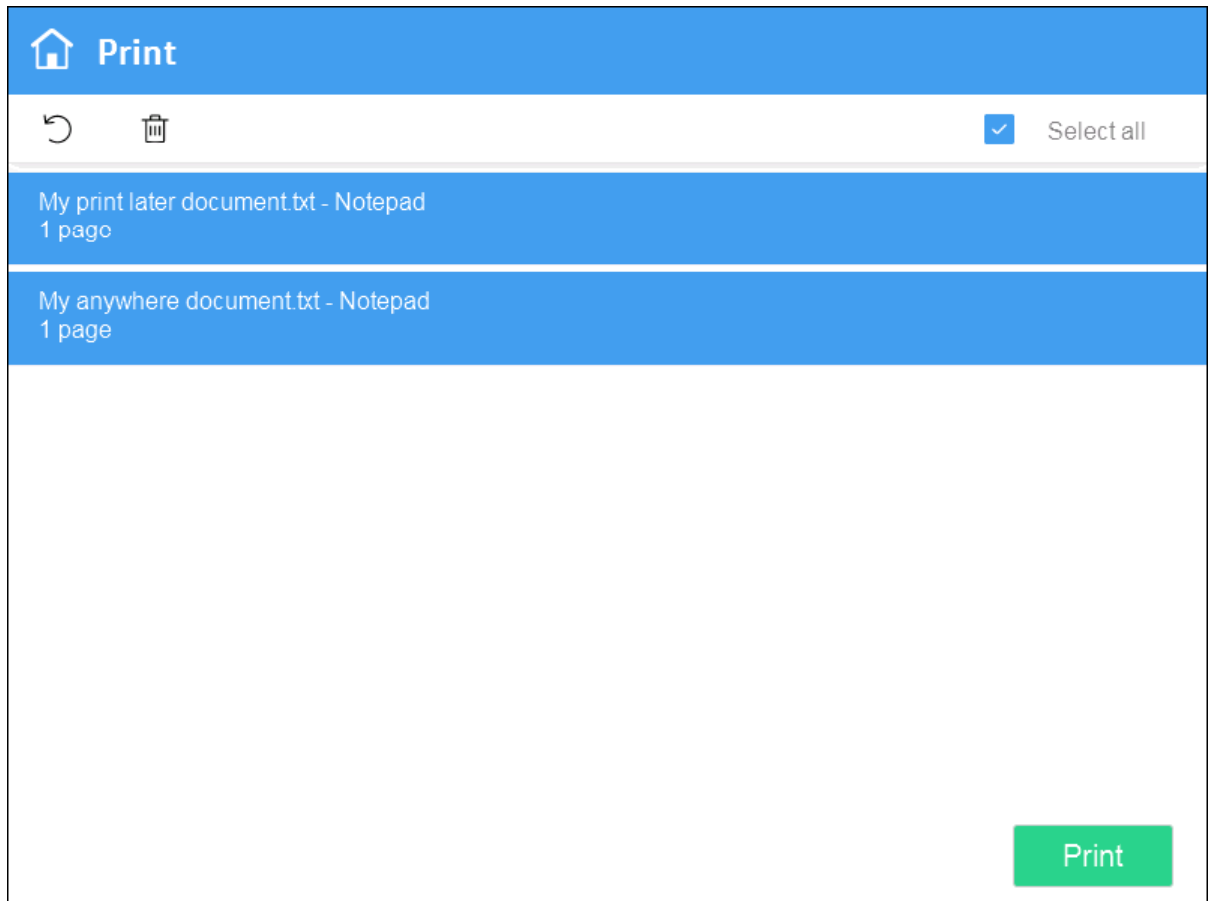 Print
Select all
My print later document.txt - Notepad
1 page
My anywhere document.txt - Notepad
1 page
Print